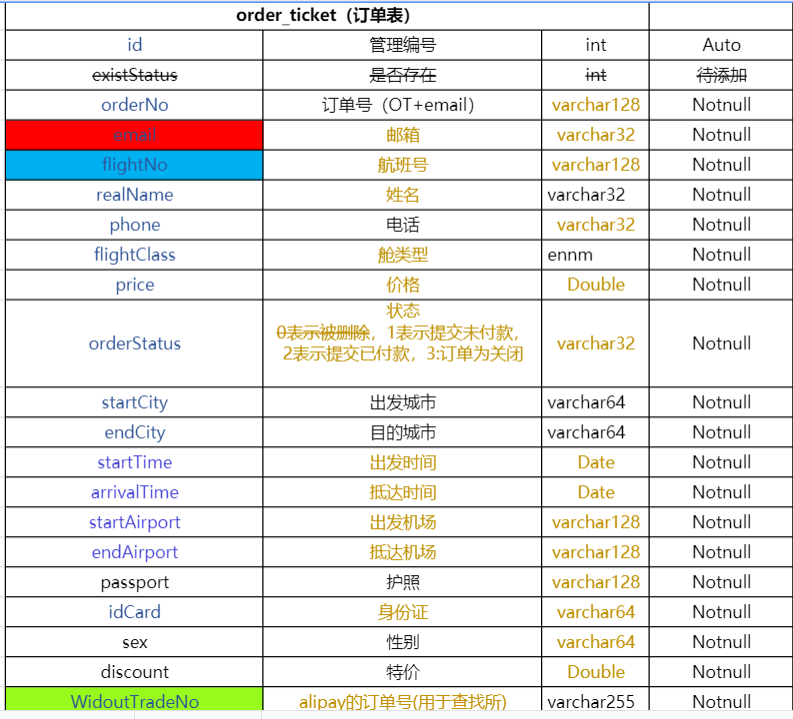 order_ticket（订单表）
id 管理编号 int Auto
existStatus 是否存在 int 待添加
orderNo 订单号（OT+email） varchar128 Notnull
email 邮箱 varchar32 Notnull
flightNo 航班号 varchar128 Notnull
realName 姓名 varchar32 Notnull
phone 电话 varchar32 Notnull
flightClass 舱类型 ennm Notnull
price 价格 Double Notnull
状态
0表示被删除，1表示提交未付款，
orderStatus 2表示提交已付款，3:订单为关闭 varchar32 Notnull
startCity 出发城市 varchar64 Notnull
endCity 目的城市 varchar64 Notnull
startTime 出发时间 Date Notnull
arrivalTime 抵达时间 Date Notnull
startAirport 出发机场 varchar128 Notnull
endAirport 抵达机场 varchar128 Notnull
passport 护照 varchar128 Notnull
idCard 身份证 varchar64 Notnull
sex 性别 varchar64 Notnull
discount 特价 Double Notnull
WidoutTradeNo alipay的订单号(用于查找所) varchar255 Notnull